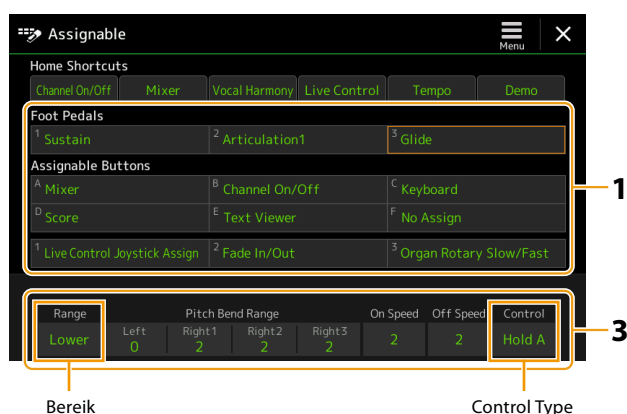 Assignable
Menu
Home Shortcuts
Channel On/Off Mixer Vocal Harmony Live Control Tempo Demo
Foot Pedals
1 Sustain 2 Articulation1 3 Glide
Assignable Buttons
A Mixer B Channel On/Off C Keyboard
1
D Score E Text Viewer F No Assign
1 Live Control Joystick Assign 2 Fade In/Out 3 Organ Rotary Slow/Fast
Range Pitch Bend Range On Speed Off Speed Control
Left Right1 Right2 Right3
Lower 0 2 2 2 2 2 Hold A
3
Bereik Control Type